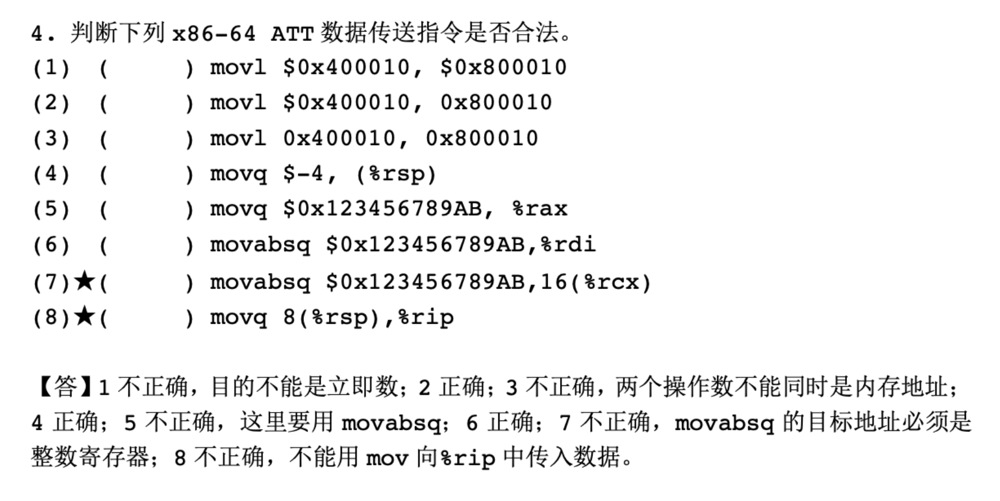 4. 判断下列 x86-64 ATT 数据传送指令是否合法。
(1) ( ) movl $0x400010, $0x800010
(2) ( ) movl $0x400010, 0x800010
(3) ( ) movl 0x400010, 0x800010
(4) ( ) movq $-4, (%rsp)
(5) ( ) movq $0x123456789AB, %rax
(6) ( ) movabsq $0x123456789AB,%rdi
(7)★( ) movabsq $0x123456789AB,16(%rcx)
(8)★( ) movq 8(%rsp),%rip
【答】1 不正确，目的不能是立即数；2 正确；3 不正确，两个操作数不能同时是内存地址；
4 正确；5 不正确，这里要用 movabsq；6 正确；7 不正确，movabsq 的目标地址必须是
整数寄存器；8 不正确，不能用 mov 向%rip 中传入数据。